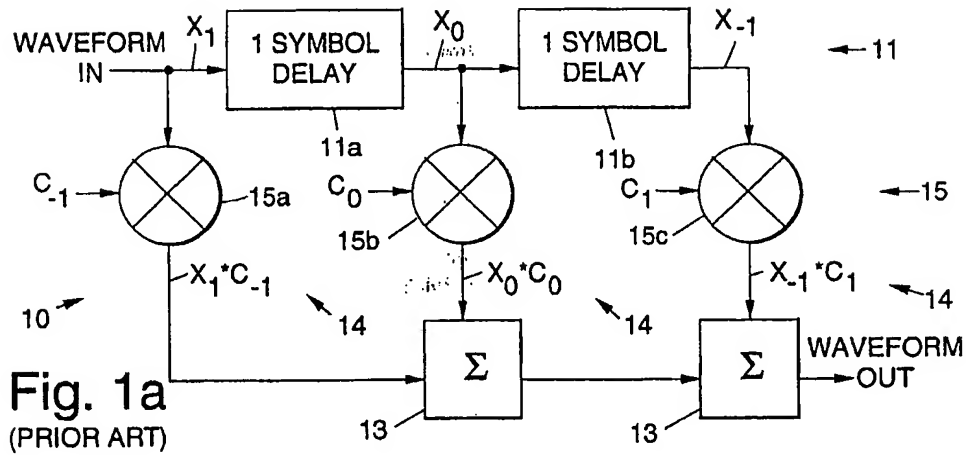 WAVEFORM IN
X1
1 SYMBOL DELAY
X0
1 SYMBOL DELAY
X-1
11
11a
11b
C-1
15a
C0
15b
C1
15c
15
X1*C-1
X0*C0
X-1*C1
10
14
14
14
Σ
Σ
WAVEFORM OUT
13
13
Fig. 1a
(PRIOR ART)